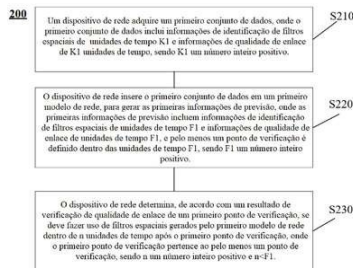 200
S210
Um dispositivo de rede adquire um primeiro conjunto de dados, onde o
primeiro conjunto de dados inclui informações de identificação de filtros
espaciais de unidades de tempo K1 e informações de qualidade de enlace
de K1 unidades de tempo, sendo K1 um número inteiro positivo.
S220
O dispositivo de rede insere o primeiro conjunto de dados em um primeiro
modelo de rede, para gerar as primeiras informações de previsão, onde as
primeiras informações de previsão incluem informações de identificação
de filtros espaciais de unidades de tempo F1 e informações de qualidade de
enlace de unidades de tempo F1, e pelo menos um ponto de verificação é
definido dentro das unidades de tempo F1, sendo F1 um número inteiro
positivo.
S230
O dispositivo de rede determina, de acordo com um resultado de
verificação de qualidade de enlace de um primeiro ponto de verificação, se
deve fazer uso de filtros espaciais gerados pelo primeiro modelo de rede
dentro de n unidades de tempo após o primeiro ponto de verificação, onde
o primeiro ponto de verificação pertence ao pelo menos um ponto de
verificação, sendo n um número inteiro positivo e n<F1.